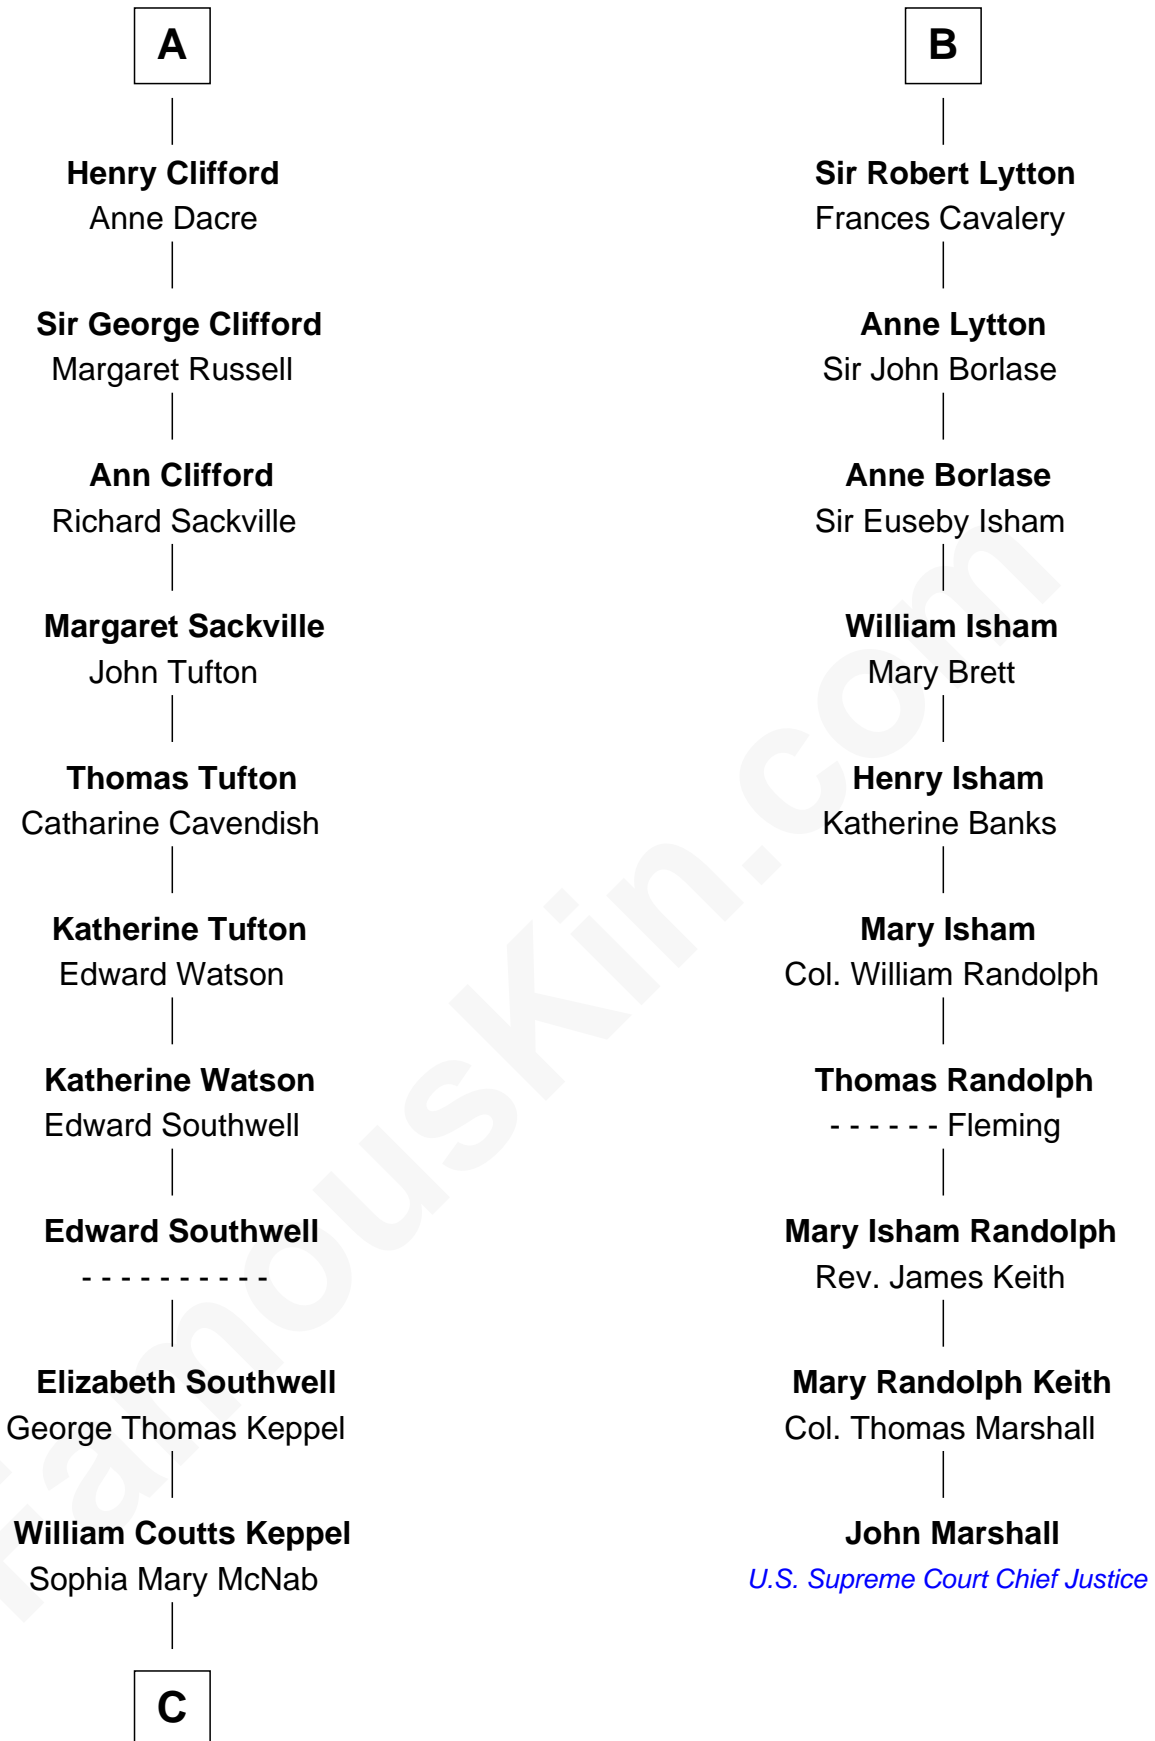 A
Henry Clifford
Anne Dacre
Sir George Clifford
Margaret Russell
Ann Clifford
Richard Sackville
Margaret Sackville
John Tufton
Thomas Tufton
Catharine Cavendish
Katherine Tufton
Edward Watson
Katherine Watson
Edward Southwell
Edward Southwell
- - - - - - - - - -
Elizabeth Southwell
George Thomas Keppel
William Coutts Keppel
Sophia Mary McNab
C
B
Sir Robert Lytton
Frances Cavalery
Anne Lytton
Sir John Borlase
Anne Borlase
Sir Euseby Isham
William Isham
Mary Brett
Henry Isham
Katherine Banks
Mary Isham
Col. William Randolph
Thomas Randolph
- - - - - - Fleming
Mary Isham Randolph
Rev. James Keith
Mary Randolph Keith
Col. Thomas Marshall
John Marshall
U.S. Supreme Court Chief Justice
FamousKin.com